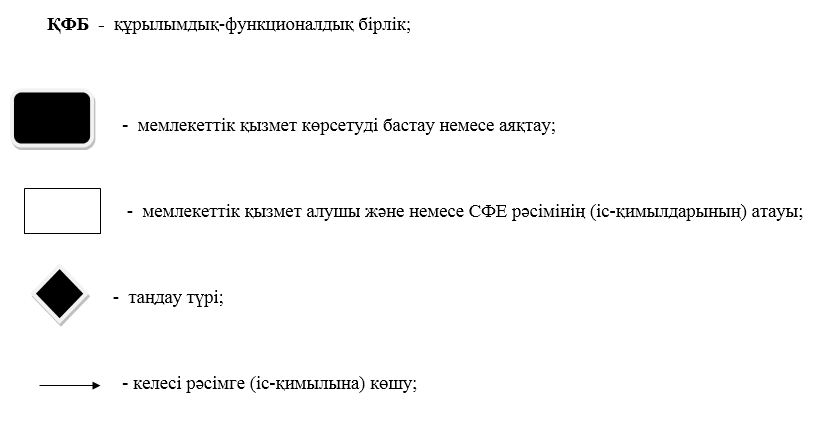 ҚФБ - құрылымдық-функционалдық бірлік;
- мемлекеттік қызмет көрсетуді бастау немесе аяқтау;
- мемлекеттік қызмет алушы және немесе СФЕ рәсімінің (іс-қимылдарының) атауы;
- таңдау түрі;
- келесі рәсімге (іс-қимылына) көшу;